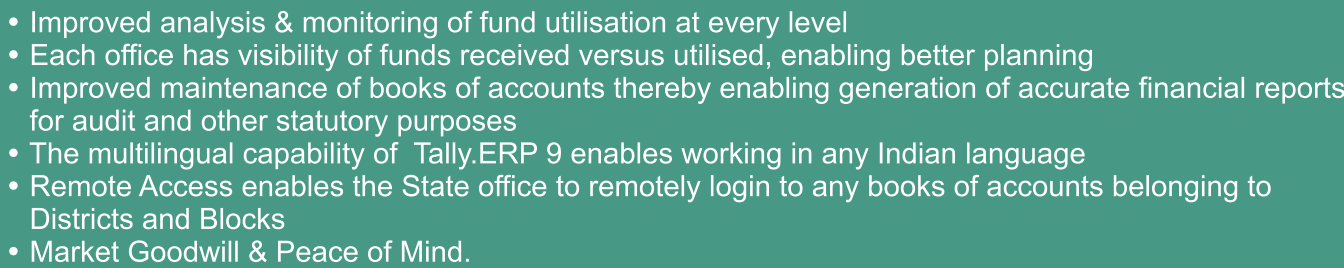 • Improved analysis & monitoring of fund utilisation at every level
• Each office has visibility of funds received versus utilised, enabling better planning
• Improved maintenance of books of accounts thereby enabling generation of accurate financial reports
for audit and other statutory purposes
• The multilingual capability of  Tally.ERP 9 enables working in any Indian language
• Remote Access enables the State office to remotely login to any books of accounts belonging to
Districts and Blocks
• Market Goodwill & Peace of Mind.